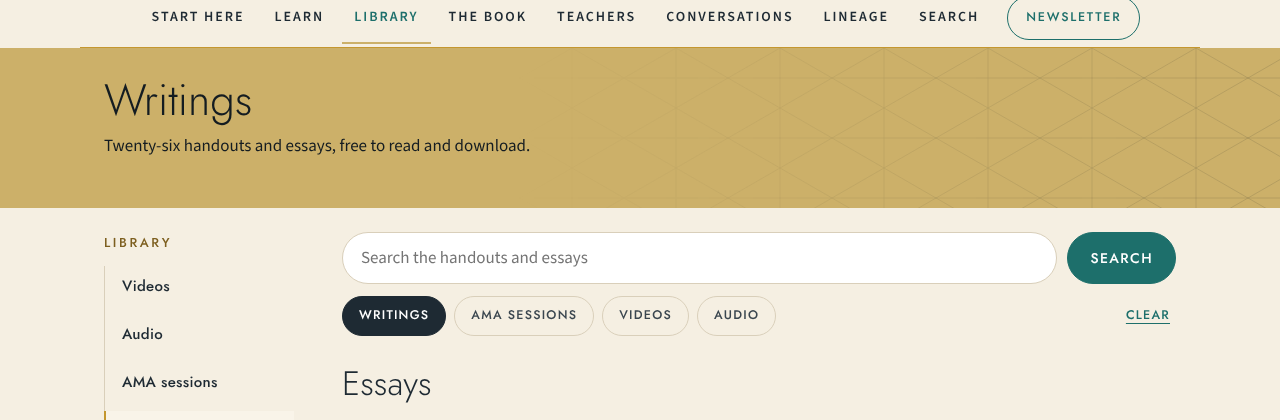 START HERE LEARN LIBRARY THE BOOK TEACHERS CONVERSATIONS LINEAGE SEARCH NEWSLETTER
Writings
Twenty-six handouts and essays, free to read and download.
LIBRARY
Videos
Audio
AMA sessions
Search the handouts and essays
SEARCH
WRITINGS AMA SESSIONS VIDEOS AUDIO CLEAR
Essays